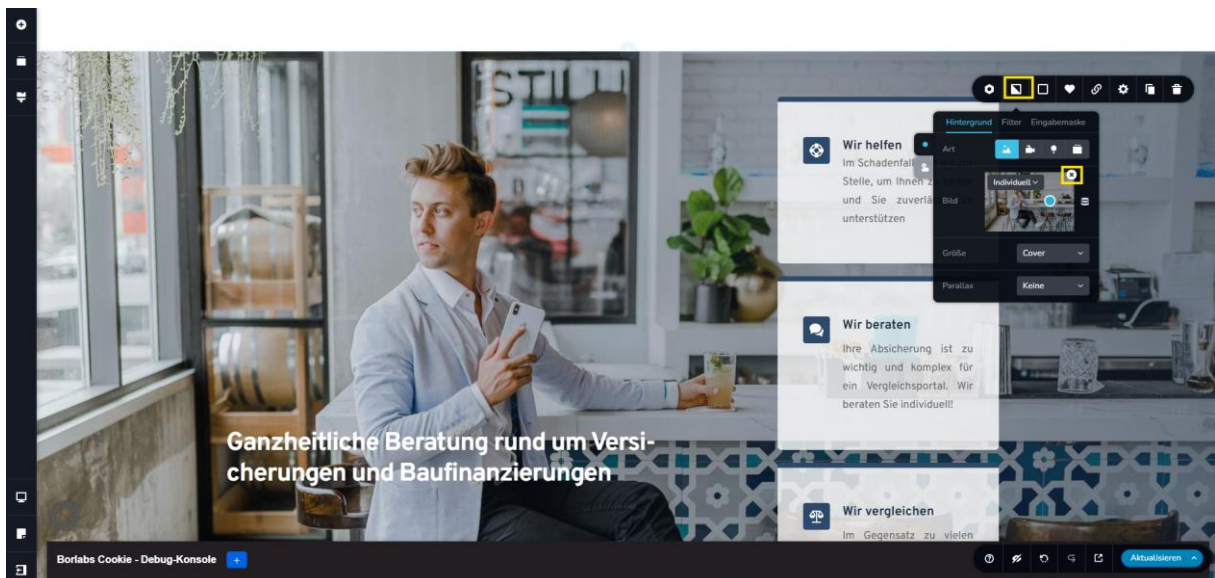 STILL
Wir helfen
Im Schadenfall
Stelle, um Ihnen
und Sie
unterstützen
Hintergrund Filter Eingabemaske
Art
Individuell
Bild
Größe Cover
Parallax Keine
Wir beraten
Ihre Absicherung ist zu
wichtig und komplex für
ein Vergleichsportal. Wir
beraten Sie individuell!
Ganzheitliche Beratung rund um Versi-
cherungen und Baufinanzierungen
Wir vergleichen
Im Gegensatz zu vielen
Borlabs Cookie - Debug-Konsole +
Aktualisieren